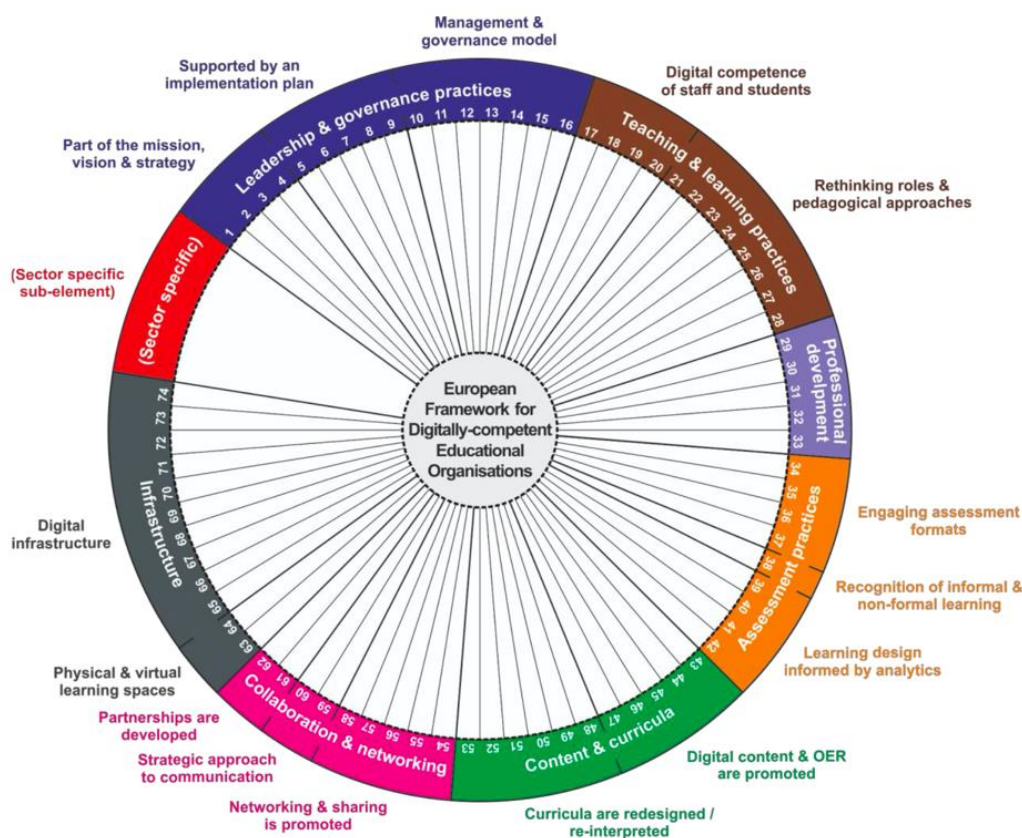 Management &
governance model
Supported by an
implementation plan
Part of the mission,
vision & strategy
Digital competence
of staff and students
Rethinking roles &
pedagogical approaches
(Sector specific
sub-element)
Leadership & governance practices
Teaching & learning practices
Professional
develpment
Assessment practices
Content & curricula
Collaboration & networking
Infrastructure
(Sector specific)
1 2 3 4 5 6 7 8 9 10 11 12 13 14 15 16
17 18 19 20 21 22 23 24 25 26 27 28
29 30 31 32 33
34 35 36 37 38 39 40 41 42
43 44 45 46 47 48 49 50 51 52 53
54 55 56 57 58 59 60 61 62
63 64 65 66 67 68 69 70 71 72 73 74
European
Framework for
Digitally-competent
Educational
Organisations
Engaging assessment
formats
Recognition of informal &
non-formal learning
Learning design
informed by analytics
Digital content & OER
are promoted
Curricula are redesigned /
re-interpreted
Networking & sharing
is promoted
Strategic approach
to communication
Partnerships are
developed
Physical & virtual
learning spaces
Digital
infrastructure